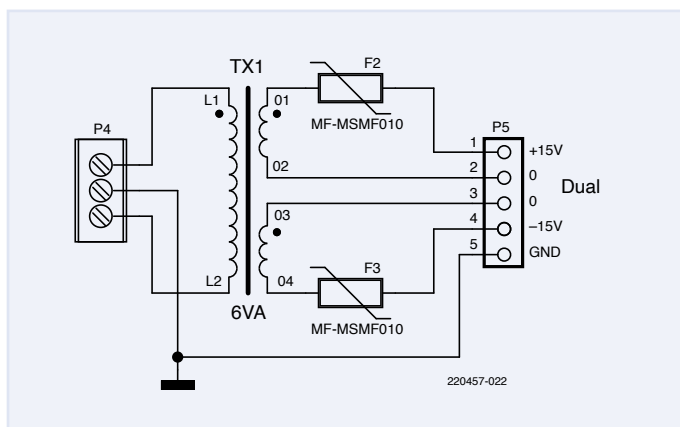 TX1
F2
L1
01
MF-MSMF010
P4
P5
1
+15V
02
2
0
3
0
Dual
03
4
–15V
F3
5
GND
L2
04
6VA
MF-MSMF010
220457-022